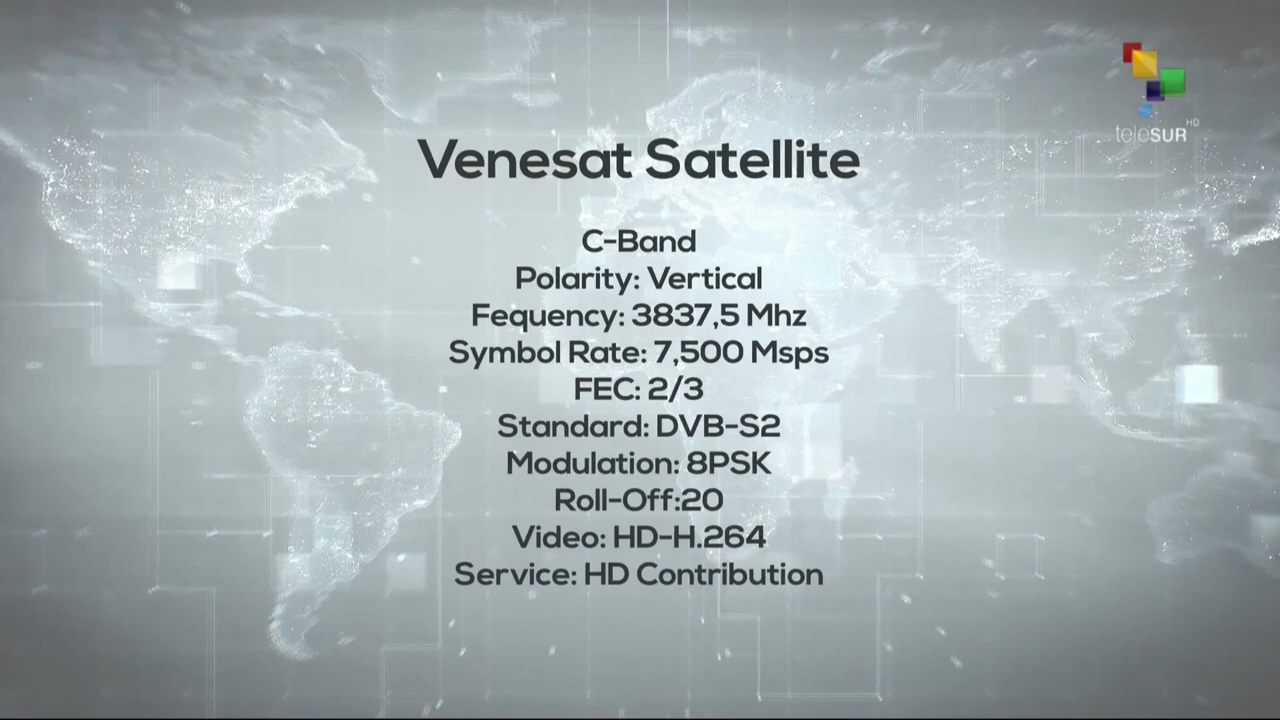 Venesat Satellite
C-Band
Polarity: Vertical
Fequency: 3837,5 Mhz
Symbol Rate: 7,500 Msps
FEC: 2/3
Standard: DVB-S2
Modulation: 8PSK
Roll-Off:20
Video: HD-H.264
Service: HD Contribution
teleSUR HD